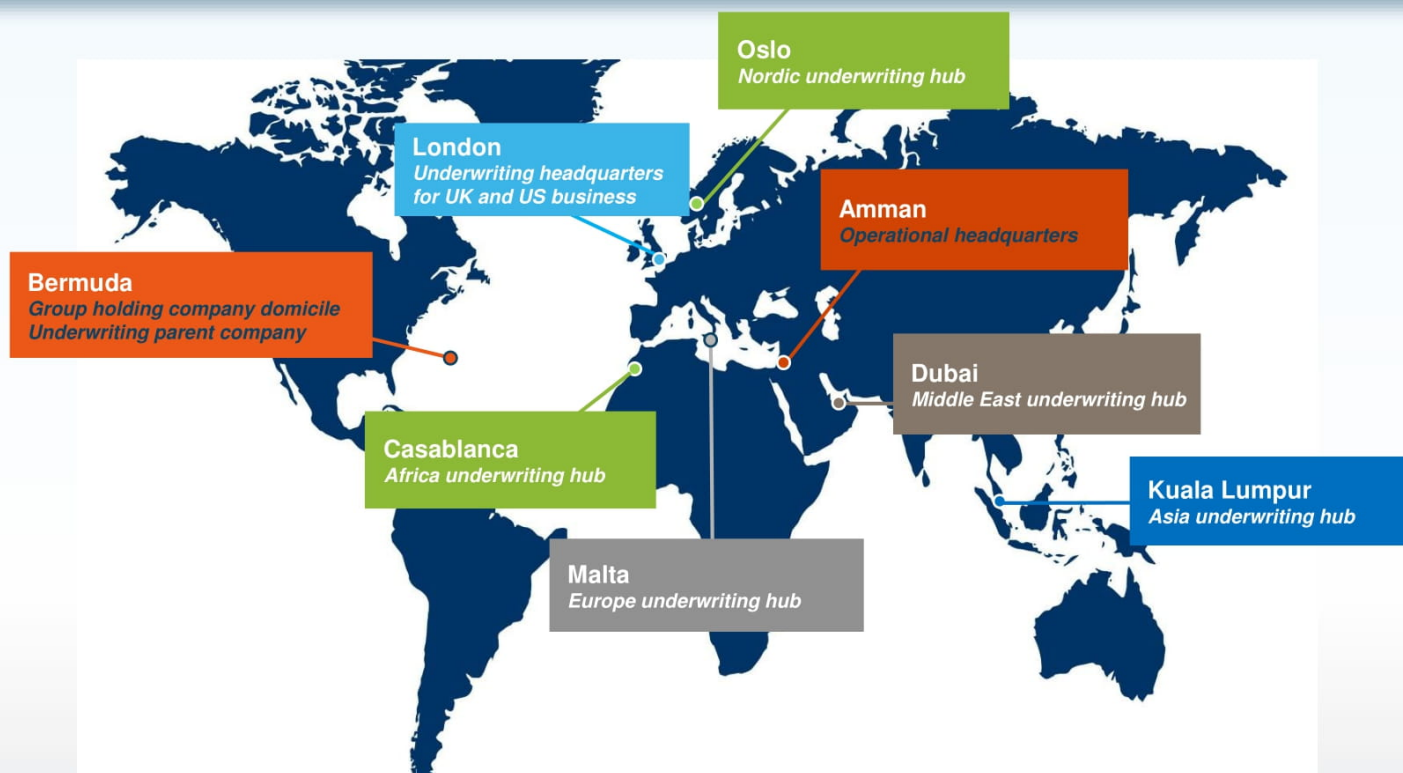 Oslo
Nordic underwriting hub
London
Underwriting headquarters
for UK and US business
Amman
Operational headquarters
Bermuda
Group holding company domicile
Underwriting parent company
Dubai
Middle East underwriting hub
Casablanca
Africa underwriting hub
Kuala Lumpur
Asia underwriting hub
Malta
Europe underwriting hub